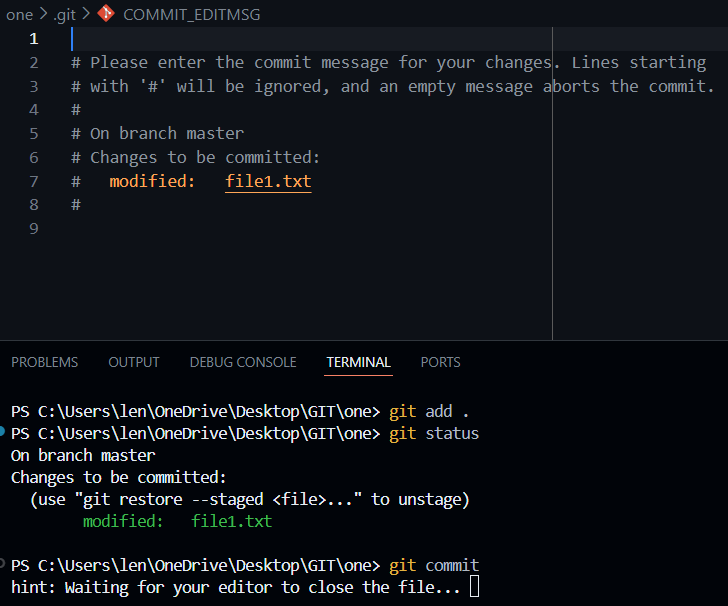 one > .git > COMMIT_EDITMSG
1
2 # Please enter the commit message for your changes. Lines starting
3 # with '#' will be ignored, and an empty message aborts the commit.
4 #
5 # On branch master
6 # Changes to be committed:
7 #   modified:   file1.txt
8 #
9
PROBLEMS OUTPUT DEBUG CONSOLE TERMINAL PORTS
PS C:\Users\len\OneDrive\Desktop\GIT\one> git add .
PS C:\Users\len\OneDrive\Desktop\GIT\one> git status
On branch master
Changes to be committed:
  (use "git restore --staged <file>..." to unstage)
        modified:   file1.txt
PS C:\Users\len\OneDrive\Desktop\GIT\one> git commit
hint: Waiting for your editor to close the file...